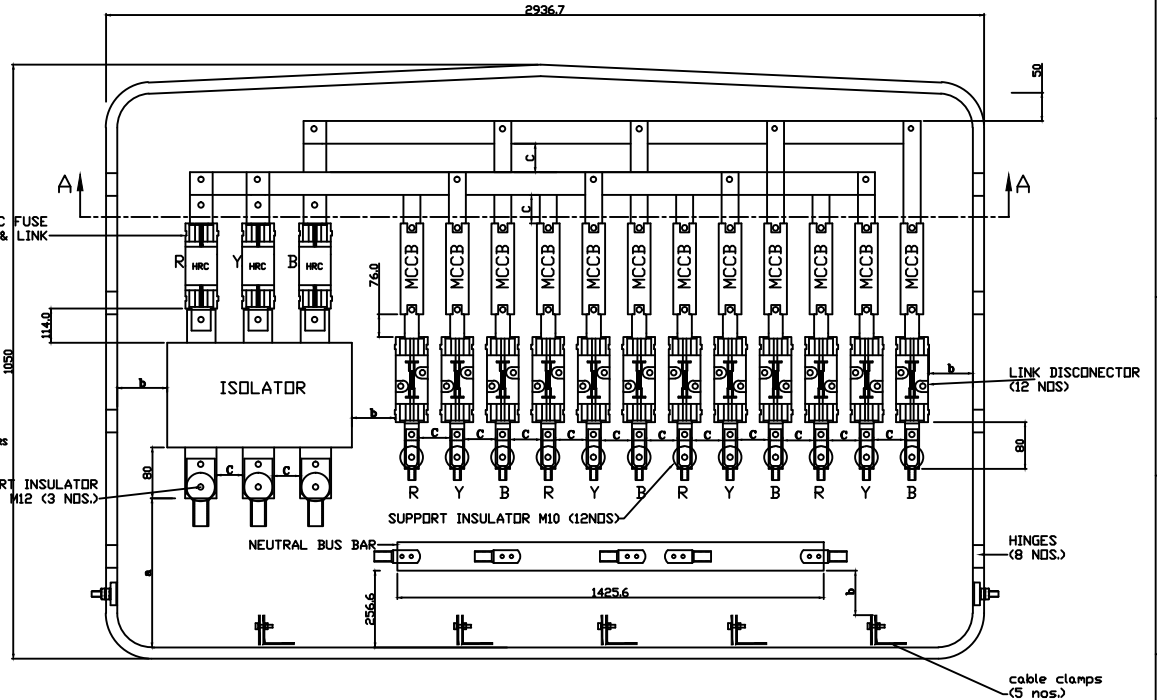 2936.7
50
C
A
A
C FUSE
& LINK
C
R HRC Y HRC B HRC
MCCB MCCB MCCB MCCB MCCB MCCB MCCB MCCB MCCB MCCB MCCB MCCB
76.0
114.0
1050
b
ISOLATOR
b
b
LINK DISCONECTOR
(12 NOS)
C C C C C C C C C C C
80
C C
80
RT INSULATOR
M12 (3 NOS.)
R Y B R Y B R Y B R Y B
SUPPORT INSULATOR M10 (12NOS)
NEUTRAL BUS BAR
HINGES
(8 NOS.)
a
256.6
1425.6
b
cable clamps
(5 nos.)